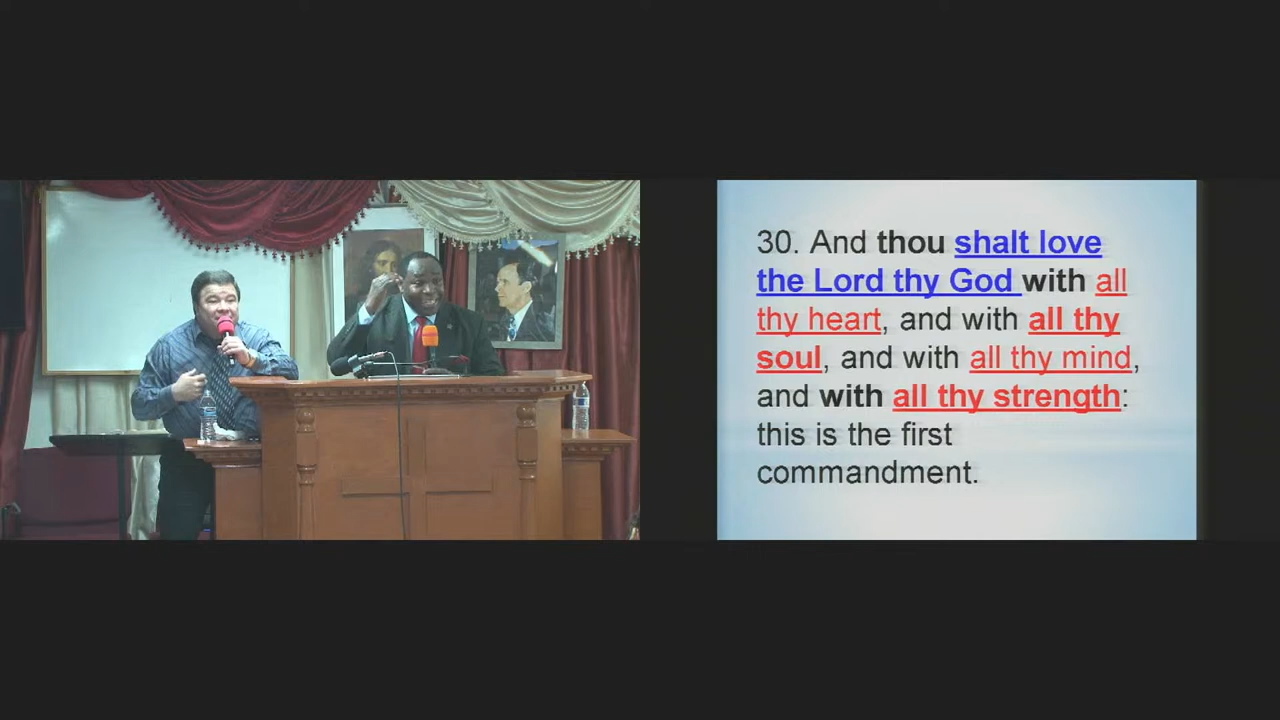 30. And thou shalt love
the Lord thy God with all
thy heart, and with all thy
soul, and with all thy mind,
and with all thy strength:
this is the first
commandment.